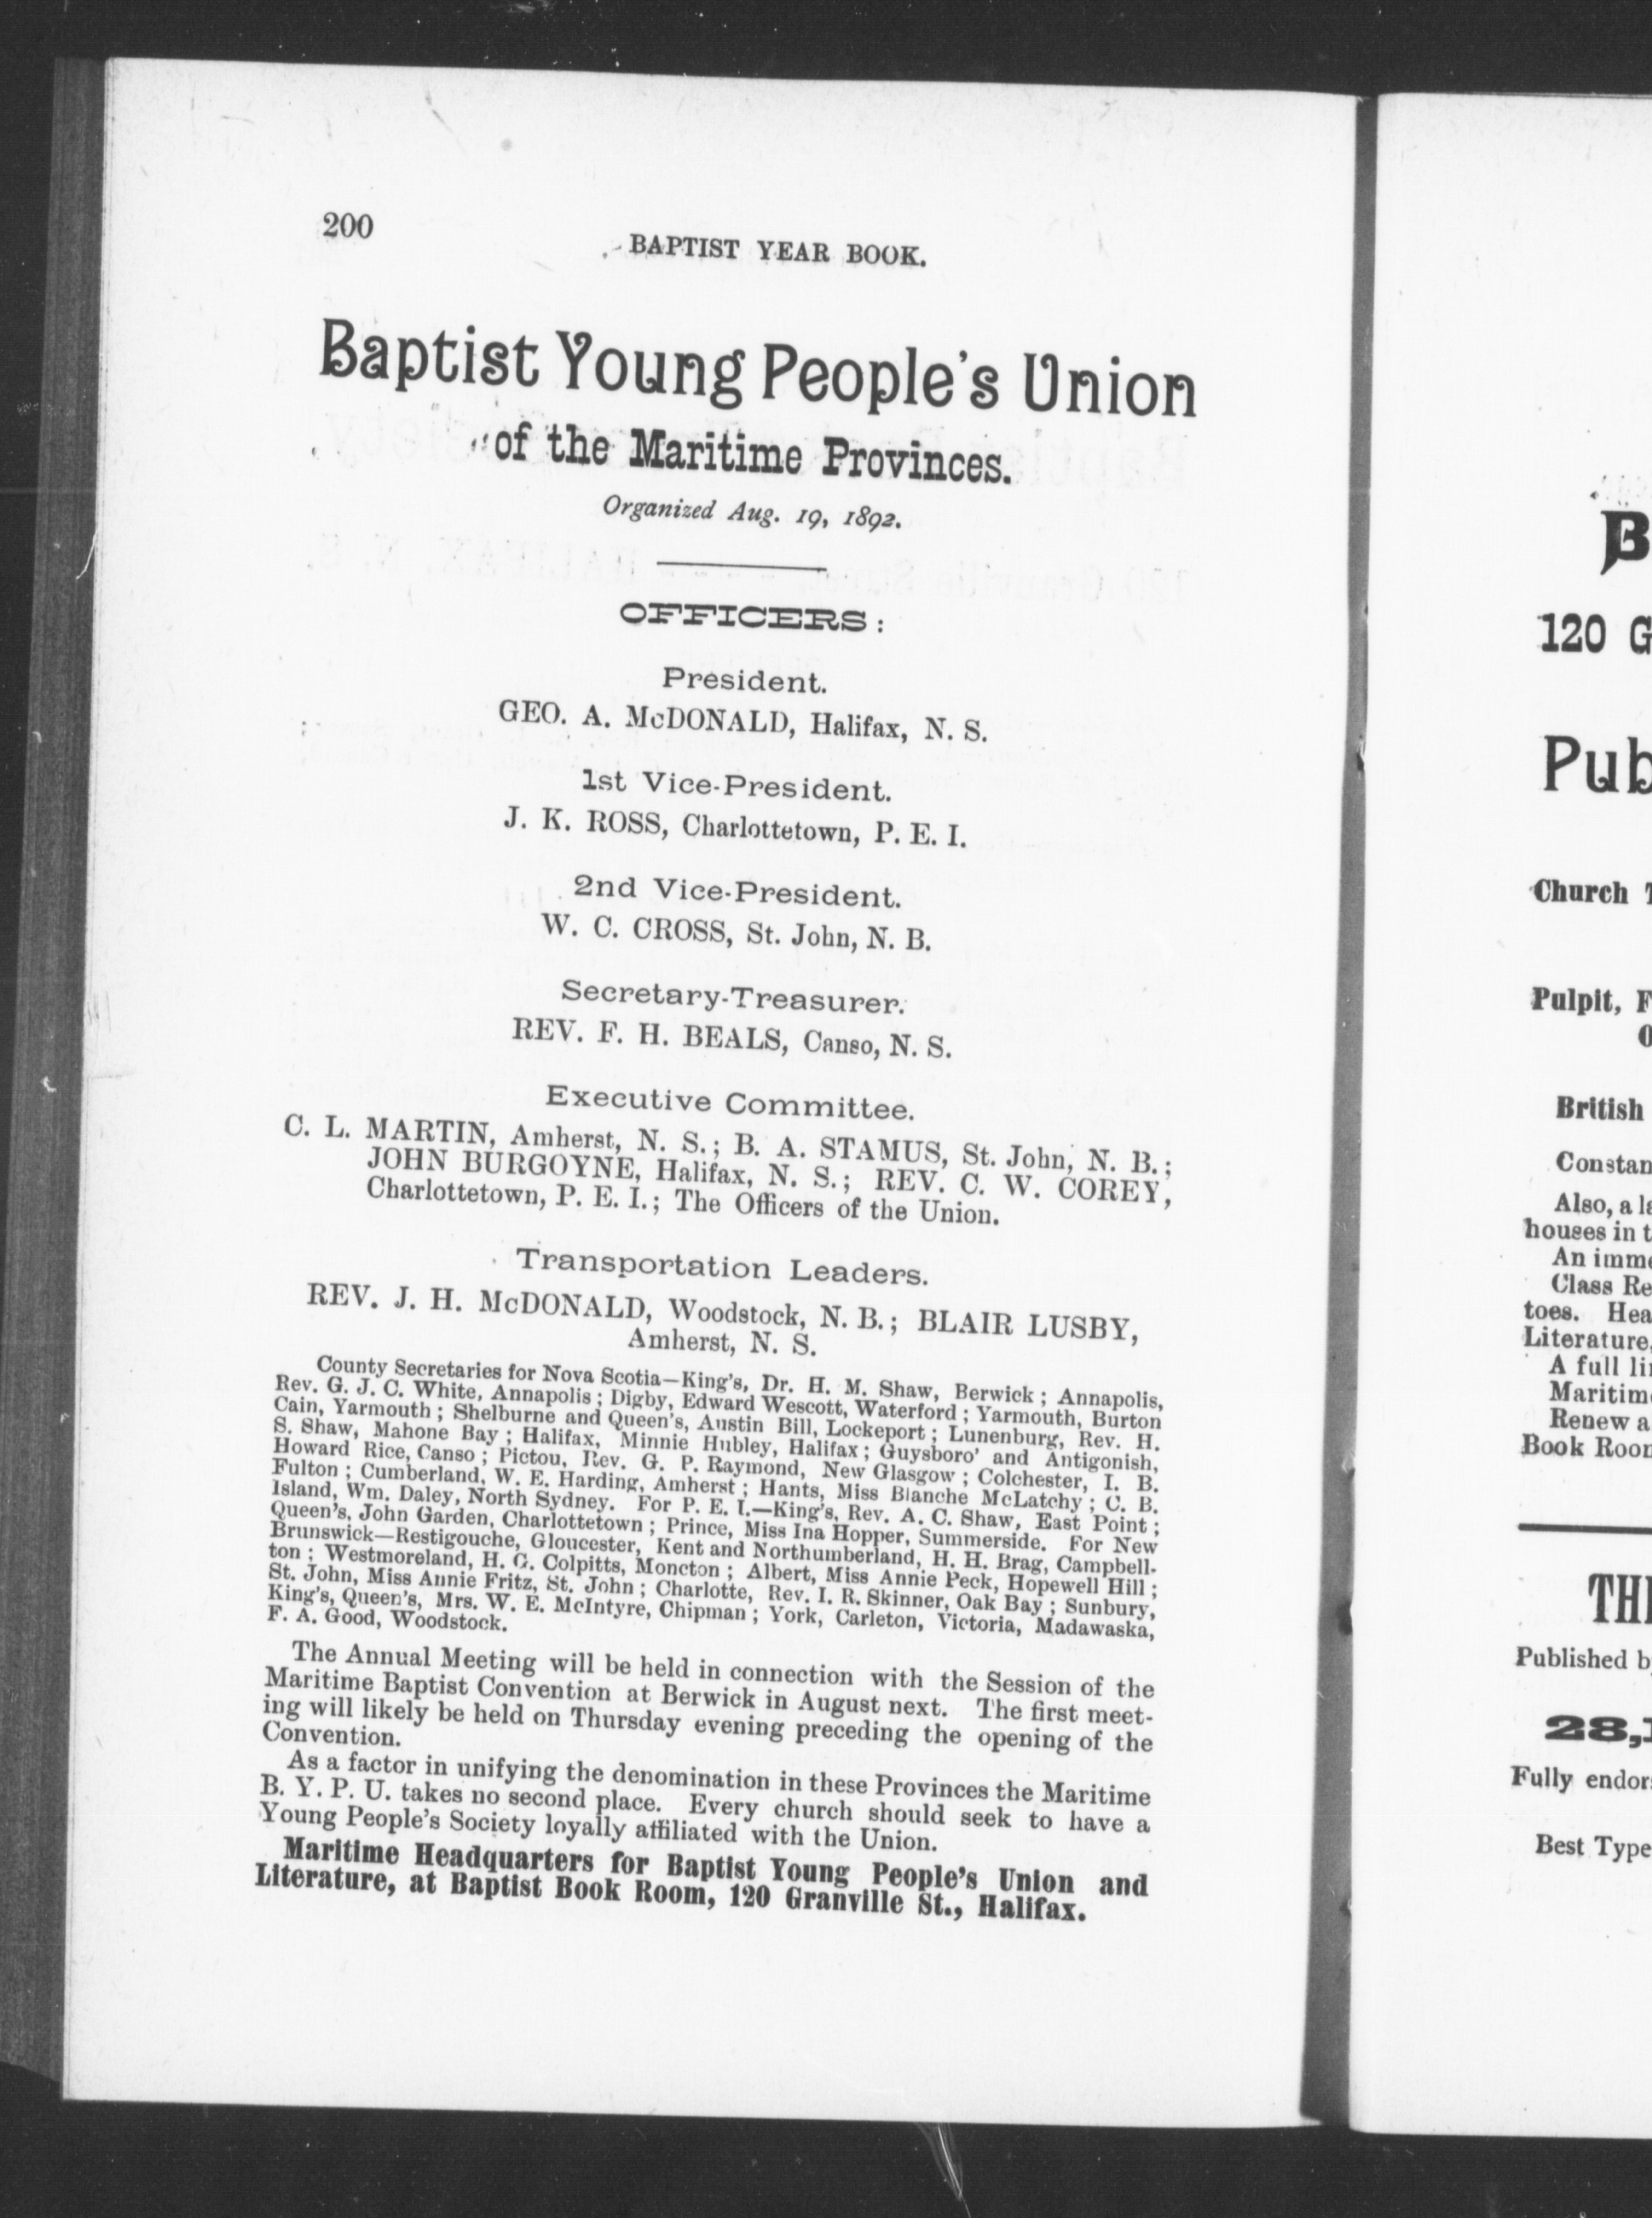 200
BAPTIST YEAR BOOK.
Baptist Young People's Union
of the Maritime Provinces.
Organized Aug. 19, 1892.
OFFICERS:
President.
GEO. A. McDONALD, Halifax, N. S.
1st Vice-President.
J. K. ROSS, Charlottetown, P. E. I.
2nd Vice-President.
W. C. CROSS, St. John, N. B.
Secretary-Treasurer.
REV. F. H. BEALS, Canso, N. S.
Executive Committee.
C. L. MARTIN, Amherst, N. S.; B. A. STAMUS, St. John, N. B.;
JOHN BURGOYNE, Halifax, N. S.; REV. C. W. COREY,
Charlottetown, P. E. I.; The Officers of the Union.
Transportation Leaders.
REV. J. H. McDONALD, Woodstock, N. B.; BLAIR LUSBY,
Amherst, N. S.
County Secretaries for Nova Scotia—King's, Dr. H. M. Shaw, Berwick; Annapolis,
Rev. G. J. C. White, Annapolis; Digby, Edward Wescott, Waterford; Yarmouth, Burton
Cain, Yarmouth; Shelburne and Queen's, Austin Bill, Lockeport; Lunenburg, Rev. H.
S. Shaw, Mahone Bay; Halifax, Minnie Hubley, Halifax; Guysboro' and Antigonish,
Howard Rice, Canso; Pictou, Rev. G. P. Raymond, New Glasgow; Colchester, I. B.
Fulton; Cumberland, W. E. Harding, Amherst; Hants, Miss Blanche McLatchy; C. B.
Island, Wm. Daley, North Sydney. For P. E. I.—King's, Rev. A. C. Shaw, East Point;
Queen's, John Garden, Charlottetown; Prince, Miss Ina Hopper, Summerside. For New
Brunswick—Restigouche, Gloucester, Kent and Northumberland, H. H. Brag, Campbell-
ton; Westmoreland, H. G. Colpitts, Moncton; Albert, Miss Annie Peck, Hopewell Hill;
St. John, Miss Annie Fritz, St. John; Charlotte, Rev. I. R. Skinner, Oak Bay; Sunbury,
King's, Queen's, Mrs. W. E. McIntyre, Chipman; York, Carleton, Victoria, Madawaska,
F. A. Good, Woodstock.
The Annual Meeting will be held in connection with the Session of the
Maritime Baptist Convention at Berwick in August next. The first meet-
ing will likely be held on Thursday evening preceding the opening of the
Convention.
As a factor in unifying the denomination in these Provinces the Maritime
B. Y. P. U. takes no second place. Every church should seek to have a
Young People's Society loyally affiliated with the Union.
Maritime Headquarters for Baptist Young People's Union and
Literature, at Baptist Book Room, 120 Granville St., Halifax.
B
120 G
Pub
Church
Pulpit, F
O
British
Constan
Also, a la
houses in t
An imme
Class Re
toes. Hea
Literature,
A full li
Maritim
Renew a
Book Roo
TH
Published b
28,
Fully endor
Best Type